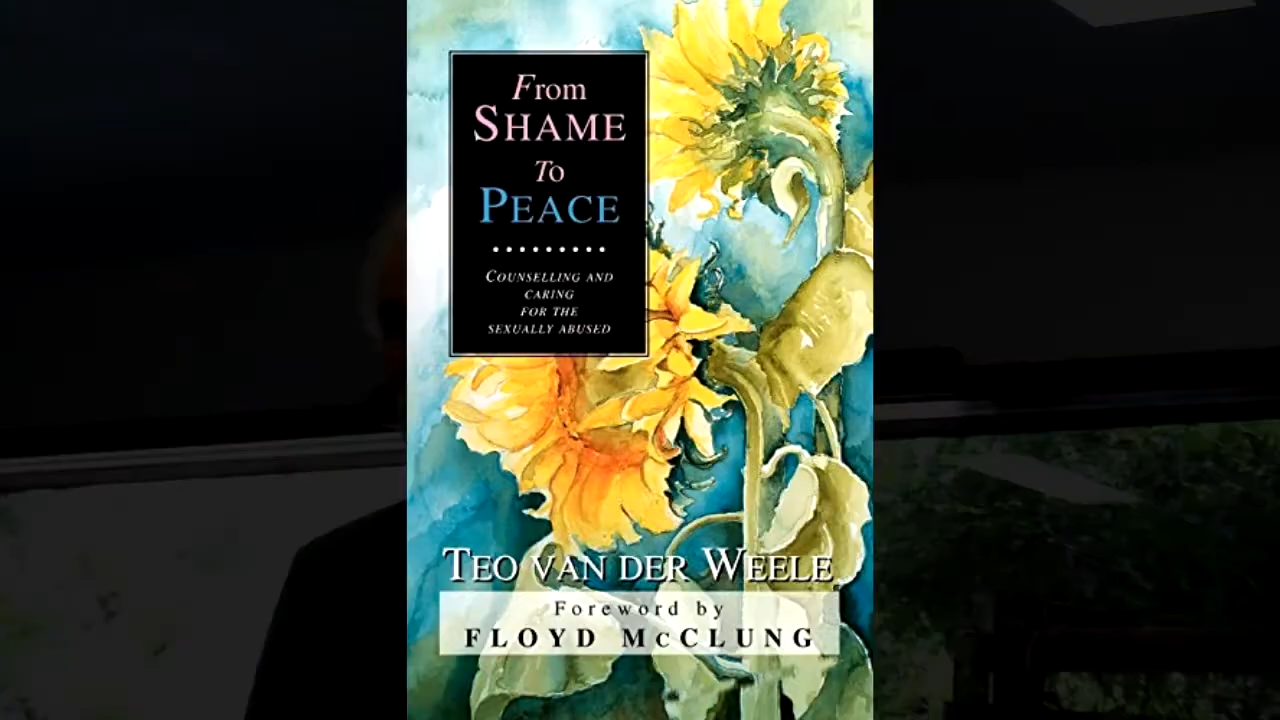 From
SHAME
To
PEACE
COUNSELLING AND
CARING
FOR THE
SEXUALLY ABUSED
TEO VAN DER WEELE
Foreword by
FLOYD MCCLUNG